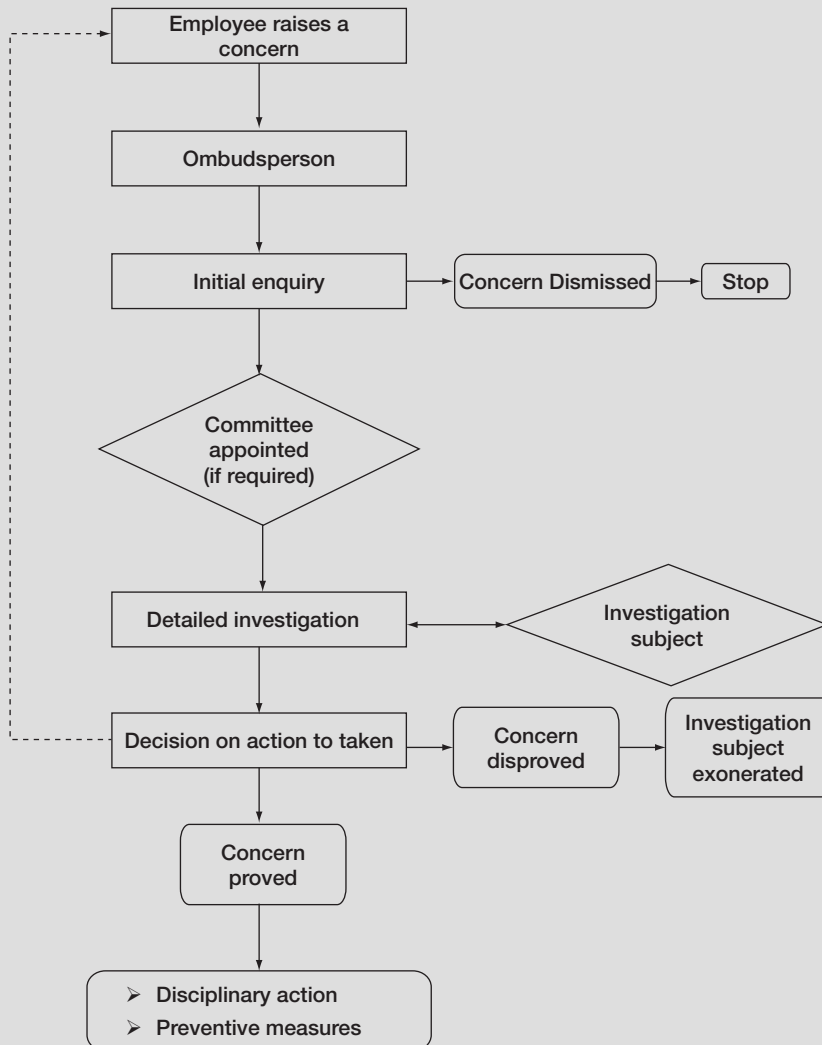 Employee raises a
concern
Ombudsperson
Initial enquiry
Concern Dismissed
Stop
Committee
appointed
(if required)
Detailed investigation
Investigation
subject
Decision on action to taken
Concern
disproved
Investigation
subject
exonerated
Concern
proved
➢ Disciplinary action
➢ Preventive measures